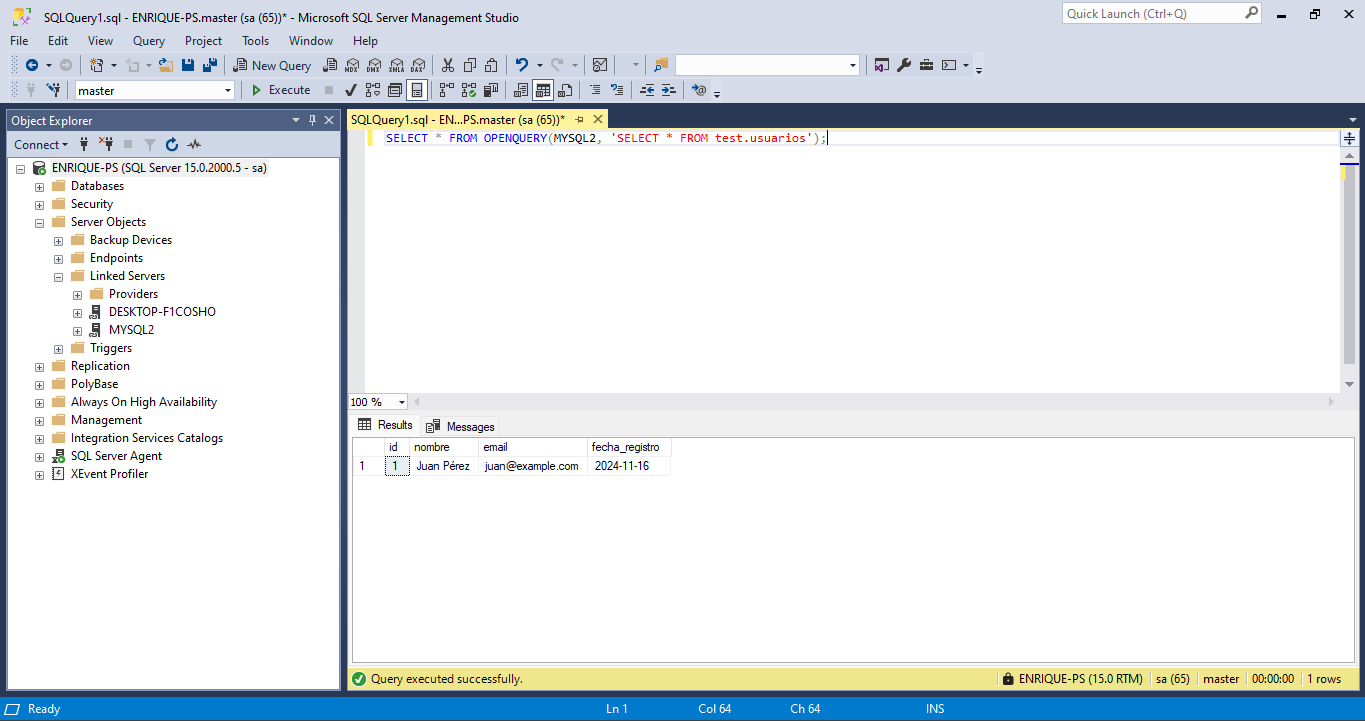 SQLQuery1.sql - ENRIQUE-PS.master (sa (65))* - Microsoft SQL Server Management Studio
Quick Launch (Ctrl+Q)
File Edit View Query Project Tools Window Help
New Query MDX DMX XMLA DAX
master Execute
Object Explorer
Connect
ENRIQUE-PS (SQL Server 15.0.2000.5 - sa)
Databases
Security
Server Objects
Backup Devices
Endpoints
Linked Servers
Providers
DESKTOP-F1COSHO
MYSQL2
Triggers
Replication
PolyBase
Always On High Availability
Management
Integration Services Catalogs
SQL Server Agent
XEvent Profiler
SQLQuery1.sql - EN...PS.master (sa (65))*
SELECT * FROM OPENQUERY(MYSQL2, 'SELECT * FROM test.usuarios');
100 %
Results Messages
id nombre email fecha_registro
1 1 Juan Pérez juan@example.com 2024-11-16
Query executed successfully. ENRIQUE-PS (15.0 RTM) sa (65) master 00:00:00 1 rows
Ready Ln 1 Col 64 Ch 64 INS